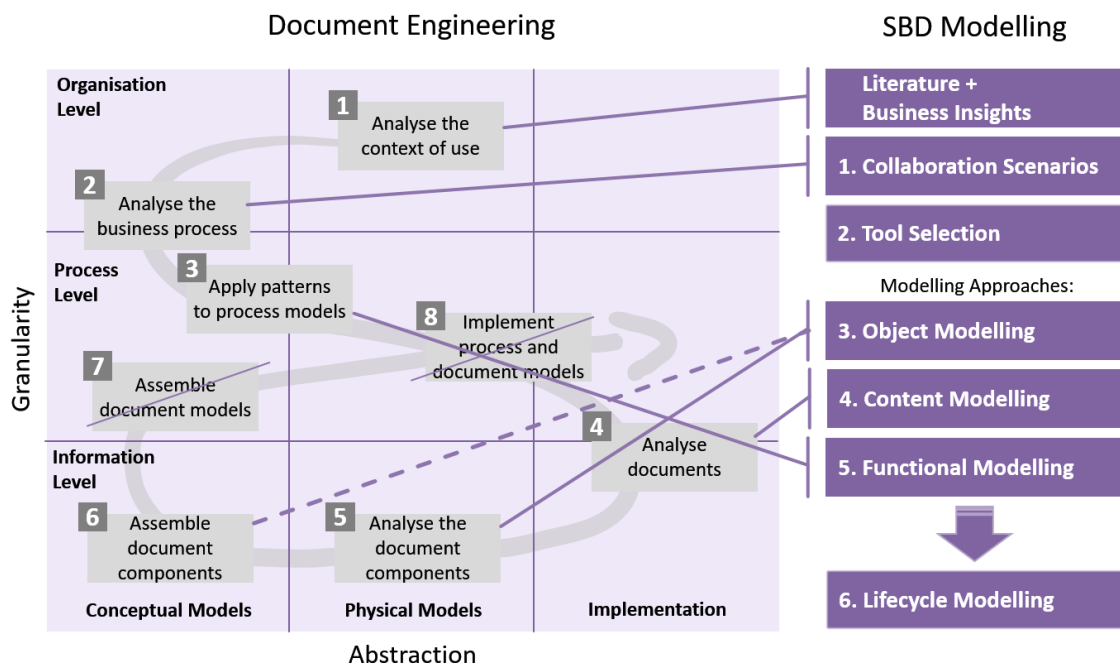 Document Engineering
SBD Modelling
Organisation
Level
1
Analyse the
context of use
2
Analyse the
business process
Process
Level
3
Apply patterns
to process models
8
Implement
process and
document models
7
Assemble
document models
4
Analyse
documents
Information
Level
6
Assemble
document
components
5
Analyse the
document
components
Conceptual Models
Physical Models
Implementation
Granularity
Abstraction
Literature +
Business Insights
1. Collaboration Scenarios
2. Tool Selection
Modelling Approaches:
3. Object Modelling
4. Content Modelling
5. Functional Modelling
6. Lifecycle Modelling